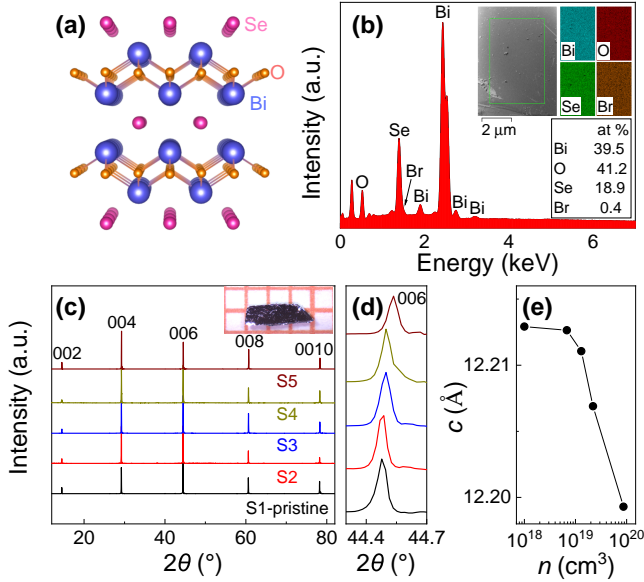 (a)
Se
O
Bi
(b)
Intensity (a.u.)
Bi
Se
Br
O
Bi
Bi
Bi
2 μm
Bi
O
Se
Br
at %
Bi 39.5
O 41.2
Se 18.9
Br 0.4
0 2 4 6
Energy (keV)
(c)
Intensity (a.u.)
002
004
006
008
0010
S5
S4
S3
S2
S1-pristine
20 40 60 80
2θ (°)
(d)
006
44.4 44.7
2θ (°)
(e)
c (Å)
12.21
12.20
10¹⁸ 10¹⁹ 10²⁰
n (cm³)